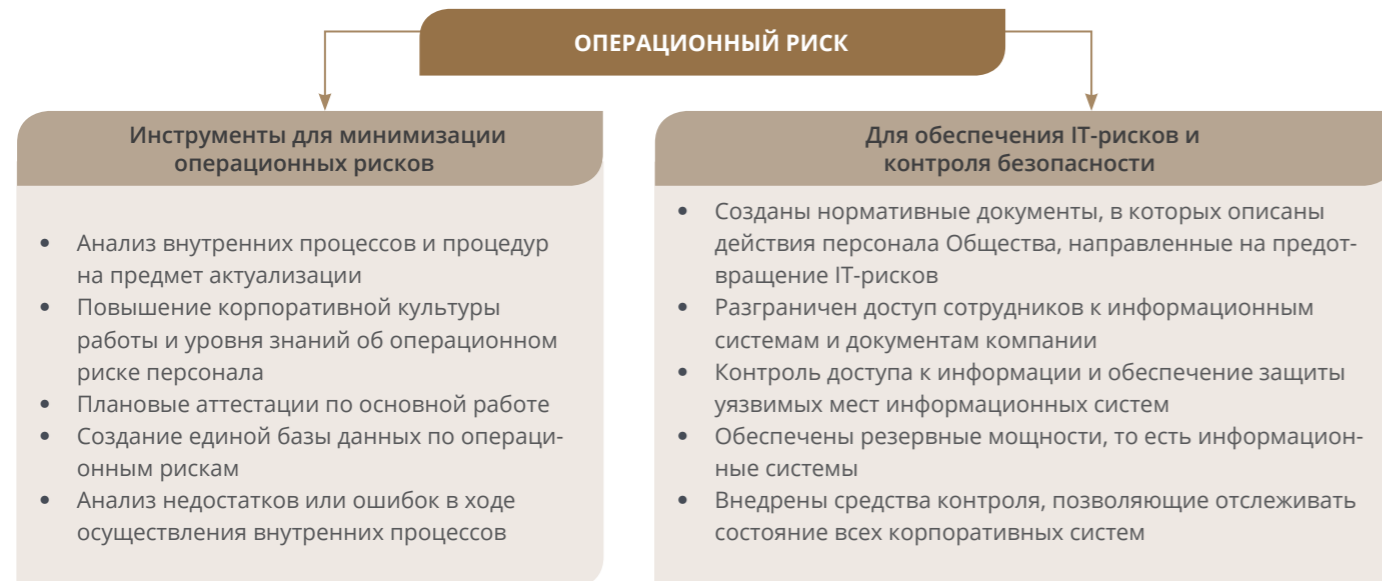 ОПЕРАЦИОННЫЙ РИСК
Инструменты для минимизации
операционных рисков
Анализ внутренних процессов и процедур
на предмет актуализации
Повышение корпоративной культуры
работы и уровня знаний об операционном
риске персонала
Плановые аттестации по основной работе
Создание единой базы данных по операци-
онным рискам
Анализ недостатков или ошибок в ходе
осуществления внутренних процессов
Для обеспечения IT-рисков и
контроля безопасности
Созданы нормативные документы, в которых описаны
действия персонала Общества, направленные на предот-
вращение IT-рисков
Разграничен доступ сотрудников к информационным
системам и документам компании
Контроль доступа к информации и обеспечение защиты
уязвимых мест информационных систем
Обеспечены резервные мощности, то есть информацион-
ные системы
Внедрены средства контроля, позволяющие отслеживать
состояние всех корпоративных систем